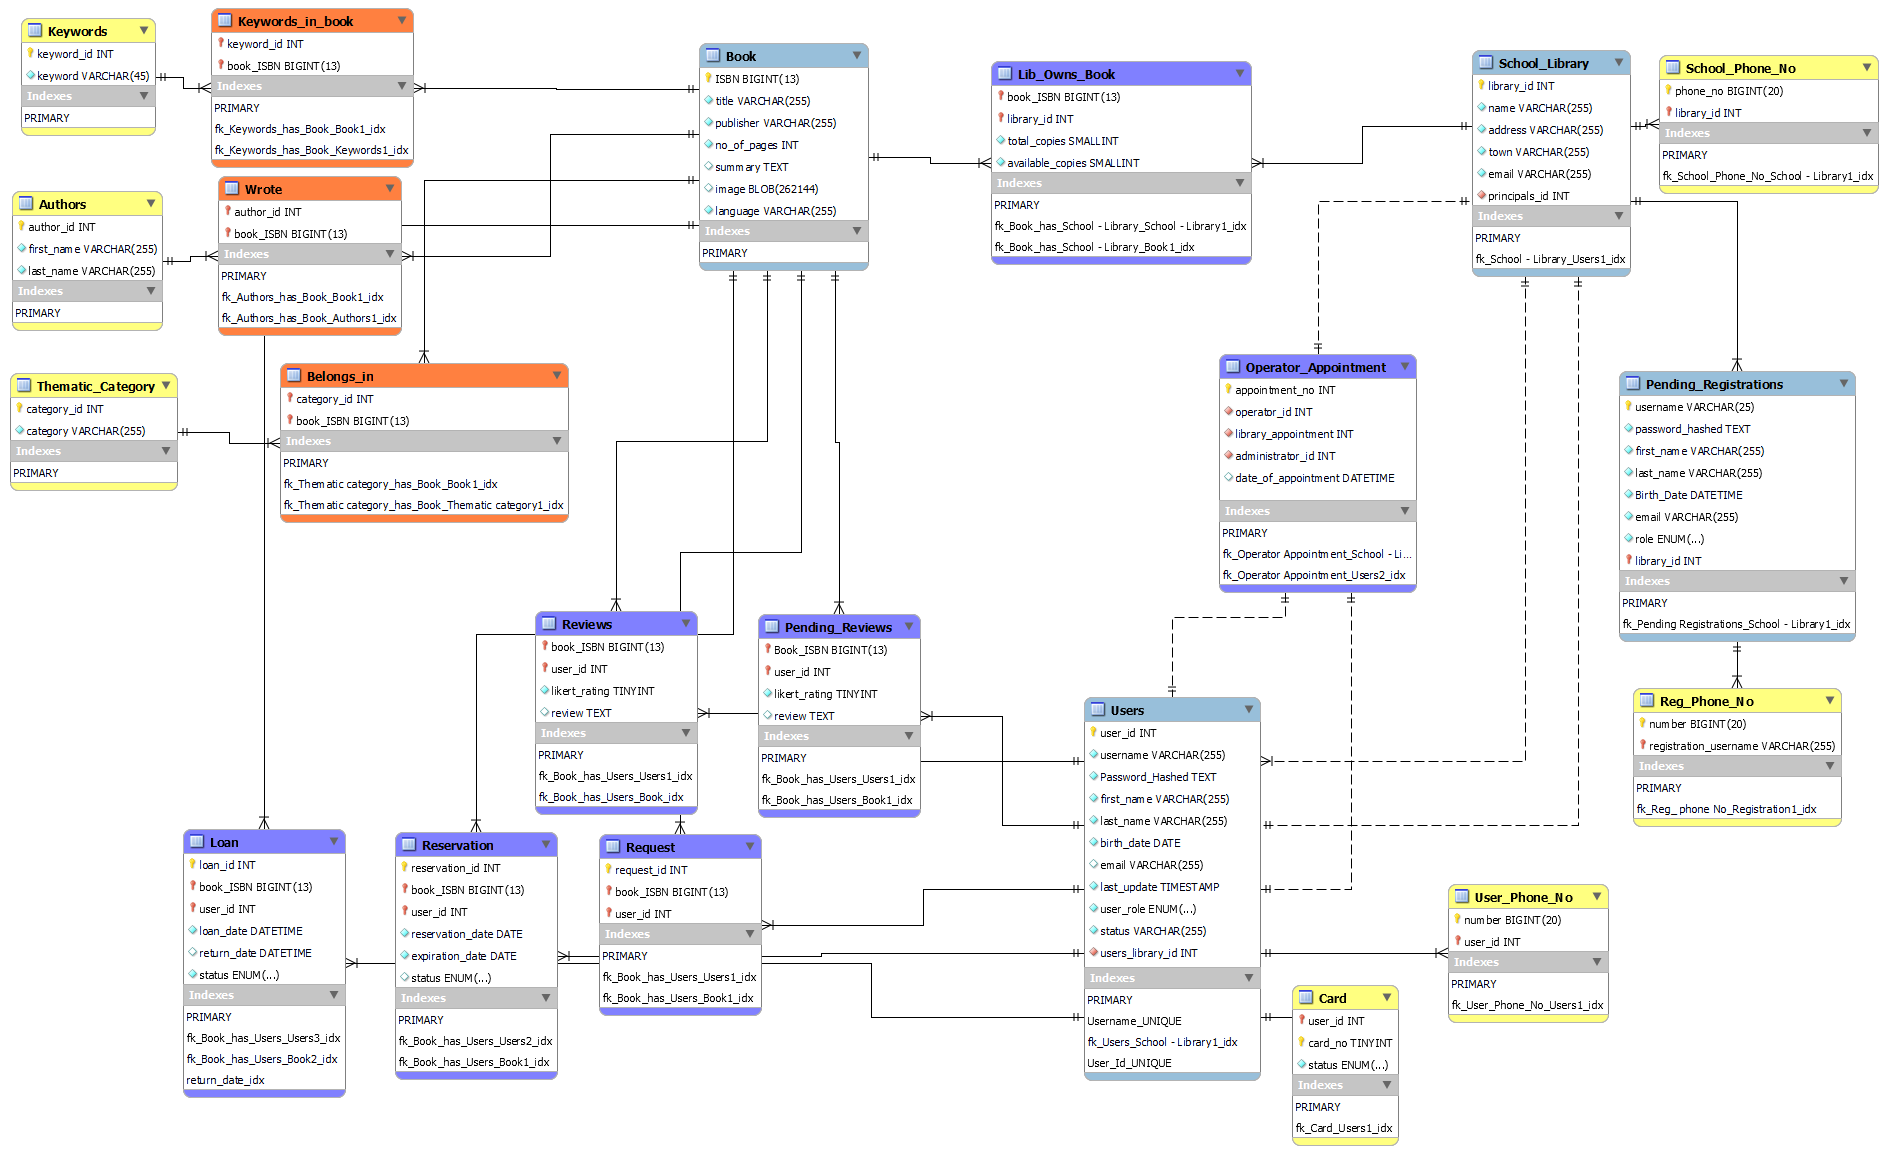 Keywords
keyword_id INT
keyword VARCHAR(45)
Indexes
PRIMARY
Keywords_in_book
keyword_id INT
book_ISBN BIGINT(13)
Indexes
PRIMARY
fk_Keywords_has_Book_Book1_idx
fk_Keywords_has_Book_Keywords1_idx
Authors
author_id INT
first_name VARCHAR(255)
last_name VARCHAR(255)
Indexes
PRIMARY
Wrote
author_id INT
book_ISBN BIGINT(13)
Indexes
PRIMARY
fk_Authors_has_Book_Book1_idx
fk_Authors_has_Book_Authors1_idx
Thematic_Category
category_id INT
category VARCHAR(255)
Indexes
PRIMARY
Belongs_in
category_id INT
book_ISBN BIGINT(13)
Indexes
PRIMARY
fk_Thematic category_has_Book_Book1_idx
fk_Thematic category_has_Book_Thematic category1_idx
Book
ISBN BIGINT(13)
title VARCHAR(255)
publisher VARCHAR(255)
no_of_pages INT
summary TEXT
image BLOB(262144)
language VARCHAR(255)
Indexes
PRIMARY
Lib_Owns_Book
book_ISBN BIGINT(13)
library_id INT
total_copies SMALLINT
available_copies SMALLINT
Indexes
PRIMARY
fk_Book_has_School - Library_School - Library1_idx
fk_Book_has_School - Library_Book1_idx
School_Library
library_id INT
name VARCHAR(255)
address VARCHAR(255)
town VARCHAR(255)
email VARCHAR(255)
principals_id INT
Indexes
PRIMARY
fk_School - Library_Users1_idx
School_Phone_No
phone_no BIGINT(20)
library_id INT
Indexes
PRIMARY
fk_School_Phone_No_School - Library1_idx
Operator_Appointment
appointment_no INT
operator_id INT
library_appointment INT
administrator_id INT
date_of_appointment DATETIME
Indexes
PRIMARY
fk_Operator Appointment_School - Li...
fk_Operator Appointment_Users2_idx
Pending_Registrations
username VARCHAR(25)
password_hashed TEXT
first_name VARCHAR(255)
last_name VARCHAR(255)
Birth_Date DATETIME
email VARCHAR(255)
role ENUM(...)
library_id INT
Indexes
PRIMARY
fk_Pending Registrations_School - Library1_idx
Reg_Phone_No
number BIGINT(20)
registration_username VARCHAR(255)
Indexes
PRIMARY
fk_Reg_ phone No_Registration1_idx
Reviews
book_ISBN BIGINT(13)
user_id INT
likert_rating TINYINT
review TEXT
Indexes
PRIMARY
fk_Book_has_Users_Users1_idx
fk_Book_has_Users_Book_idx
Pending_Reviews
Book_ISBN BIGINT(13)
user_id INT
likert_rating TINYINT
review TEXT
Indexes
PRIMARY
fk_Book_has_Users_Users1_idx
fk_Book_has_Users_Book1_idx
Users
user_id INT
username VARCHAR(255)
Password_Hashed TEXT
first_name VARCHAR(255)
last_name VARCHAR(255)
birth_date DATE
email VARCHAR(255)
last_update TIMESTAMP
user_role ENUM(...)
status VARCHAR(255)
users_library_id INT
Indexes
PRIMARY
Username_UNIQUE
fk_Users_School - Library1_idx
User_Id_UNIQUE
Loan
loan_id INT
book_ISBN BIGINT(13)
user_id INT
loan_date DATETIME
return_date DATETIME
status ENUM(...)
Indexes
PRIMARY
fk_Book_has_Users_Users3_idx
fk_Book_has_Users_Book2_idx
return_date_idx
Reservation
reservation_id INT
book_ISBN BIGINT(13)
user_id INT
reservation_date DATE
expiration_date DATE
status ENUM(...)
Indexes
PRIMARY
fk_Book_has_Users_Users2_idx
fk_Book_has_Users_Book1_idx
Request
request_id INT
book_ISBN BIGINT(13)
user_id INT
Indexes
PRIMARY
fk_Book_has_Users_Users1_idx
fk_Book_has_Users_Book1_idx
User_Phone_No
number BIGINT(20)
user_id INT
Indexes
PRIMARY
fk_User_Phone_No_Users1_idx
Card
user_id INT
card_no TINYINT
status ENUM(...)
Indexes
PRIMARY
fk_Card_Users1_idx